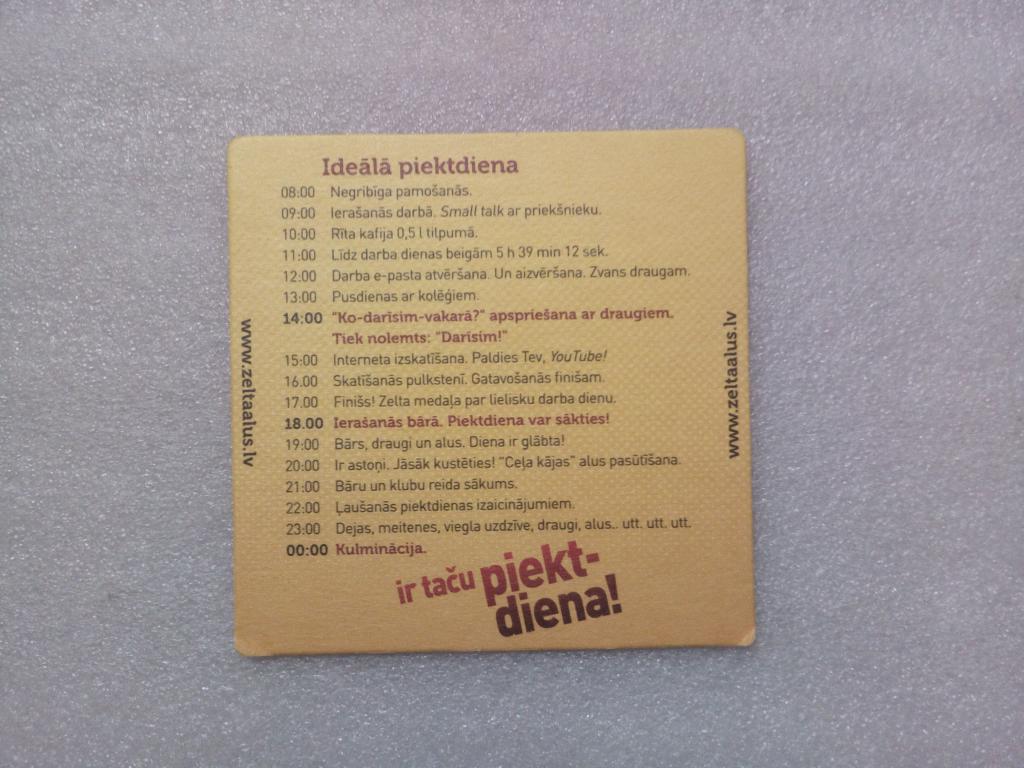 Ideālā piektdiena
08:00 Negribīga pamošanās.
09:00 Ierašanās darbā. Small talk ar priekšnieku.
10:00 Rīta kafija 0,5 l tilpumā.
11:00 Līdz darba dienas beigām 5 h 39 min 12 sek.
12:00 Darba e-pasta atvēršana. Un aizvēršana. Zvans draugam.
13:00 Pusdienas ar kolēģiem.
14:00 "Ko-darīsim-vakarā?" apspriešana ar draugiem.
Tiek nolemts: "Darīsim!"
15:00 Interneta izskatīšana. Paldies Tev, YouTube!
16.00 Skatīšanās pulkstenī. Gatavošanās finišam.
17.00 Finišs! Zelta medaļa par lielisku darba dienu.
18.00 Ierašanās bārā. Piektdiena var sākties!
19:00 Bārs, draugi un alus. Diena ir glābta!
20:00 Ir astoņi. Jāsāk kustēties! "Ceļa kājas" alus pasūtīšana.
21:00 Bāru un klubu reida sākums.
22:00 Ļaušanās piektdienas izaicinājumiem.
23:00 Dejas, meitenes, viegla uzdzīve, draugi, alus.. utt. utt. utt.
00:00 Kulminācija.
ir taču piekt-
diena!
www.zeltaalus.lv
www.zeltaalus.lv